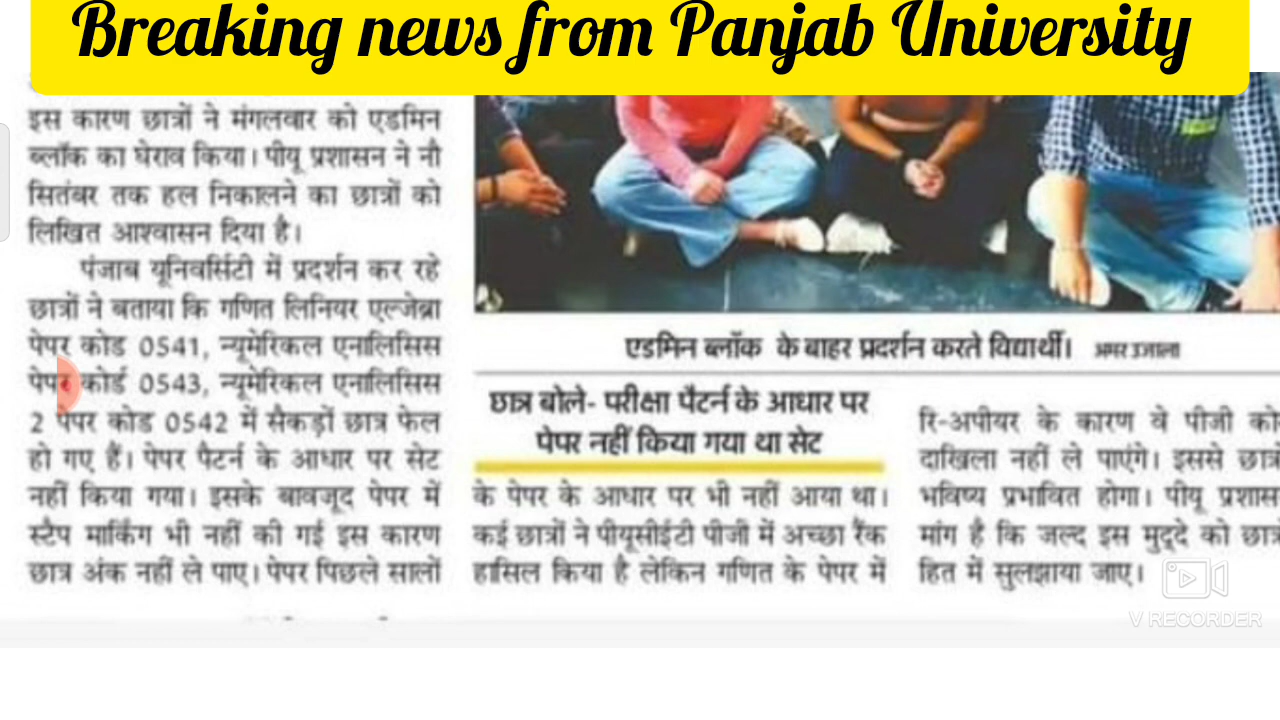 Breaking news from Panjab University
इस कारण छात्रों ने मंगलवार को एडमिन
ब्लॉक का घेराव किया। पीयू प्रशासन ने नौ
सितंबर तक हल निकालने का छात्रों को
लिखित आश्वासन दिया है।
पंजाब यूनिवर्सिटी में प्रदर्शन कर रहे
छात्रों ने बताया कि गणित लिनियर एल्जेब्रा
पेपर कोड 0541, न्यूमेरिकल एनालिसिस
पेपर कोर्ड 0543, न्यूमेरिकल एनालिसिस
2 पेपर कोड 0542 में सैकड़ों छात्र फेल
हो गए हैं। पेपर पैटर्न के आधार पर सेट
नहीं किया गया। इसके बावजूद पेपर में
स्टैप मार्किंग भी नहीं की गई इस कारण
छात्र अंक नहीं ले पाए। पेपर पिछले सालों
एडमिन ब्लॉक के बाहर प्रदर्शन करते विद्यार्थी। अमर उजाला
छात्र बोले- परीक्षा पैटर्न के आधार पर
पेपर नहीं किया गया था सेट
के पेपर के आधार पर भी नहीं आया था।
कई छात्रों ने पीयूसीईटी पीजी में अच्छा रैंक
हासिल किया है लेकिन गणित के पेपर में
रि-अपीयर के कारण वे पीजी को
दाखिला नहीं ले पाएंगे। इससे छात्रों
भविष्य प्रभावित होगा। पीयू प्रशास
मांग है कि जल्द इस मुद्दे को छात्र
हित में सुलझाया जाए।
V RECORDER